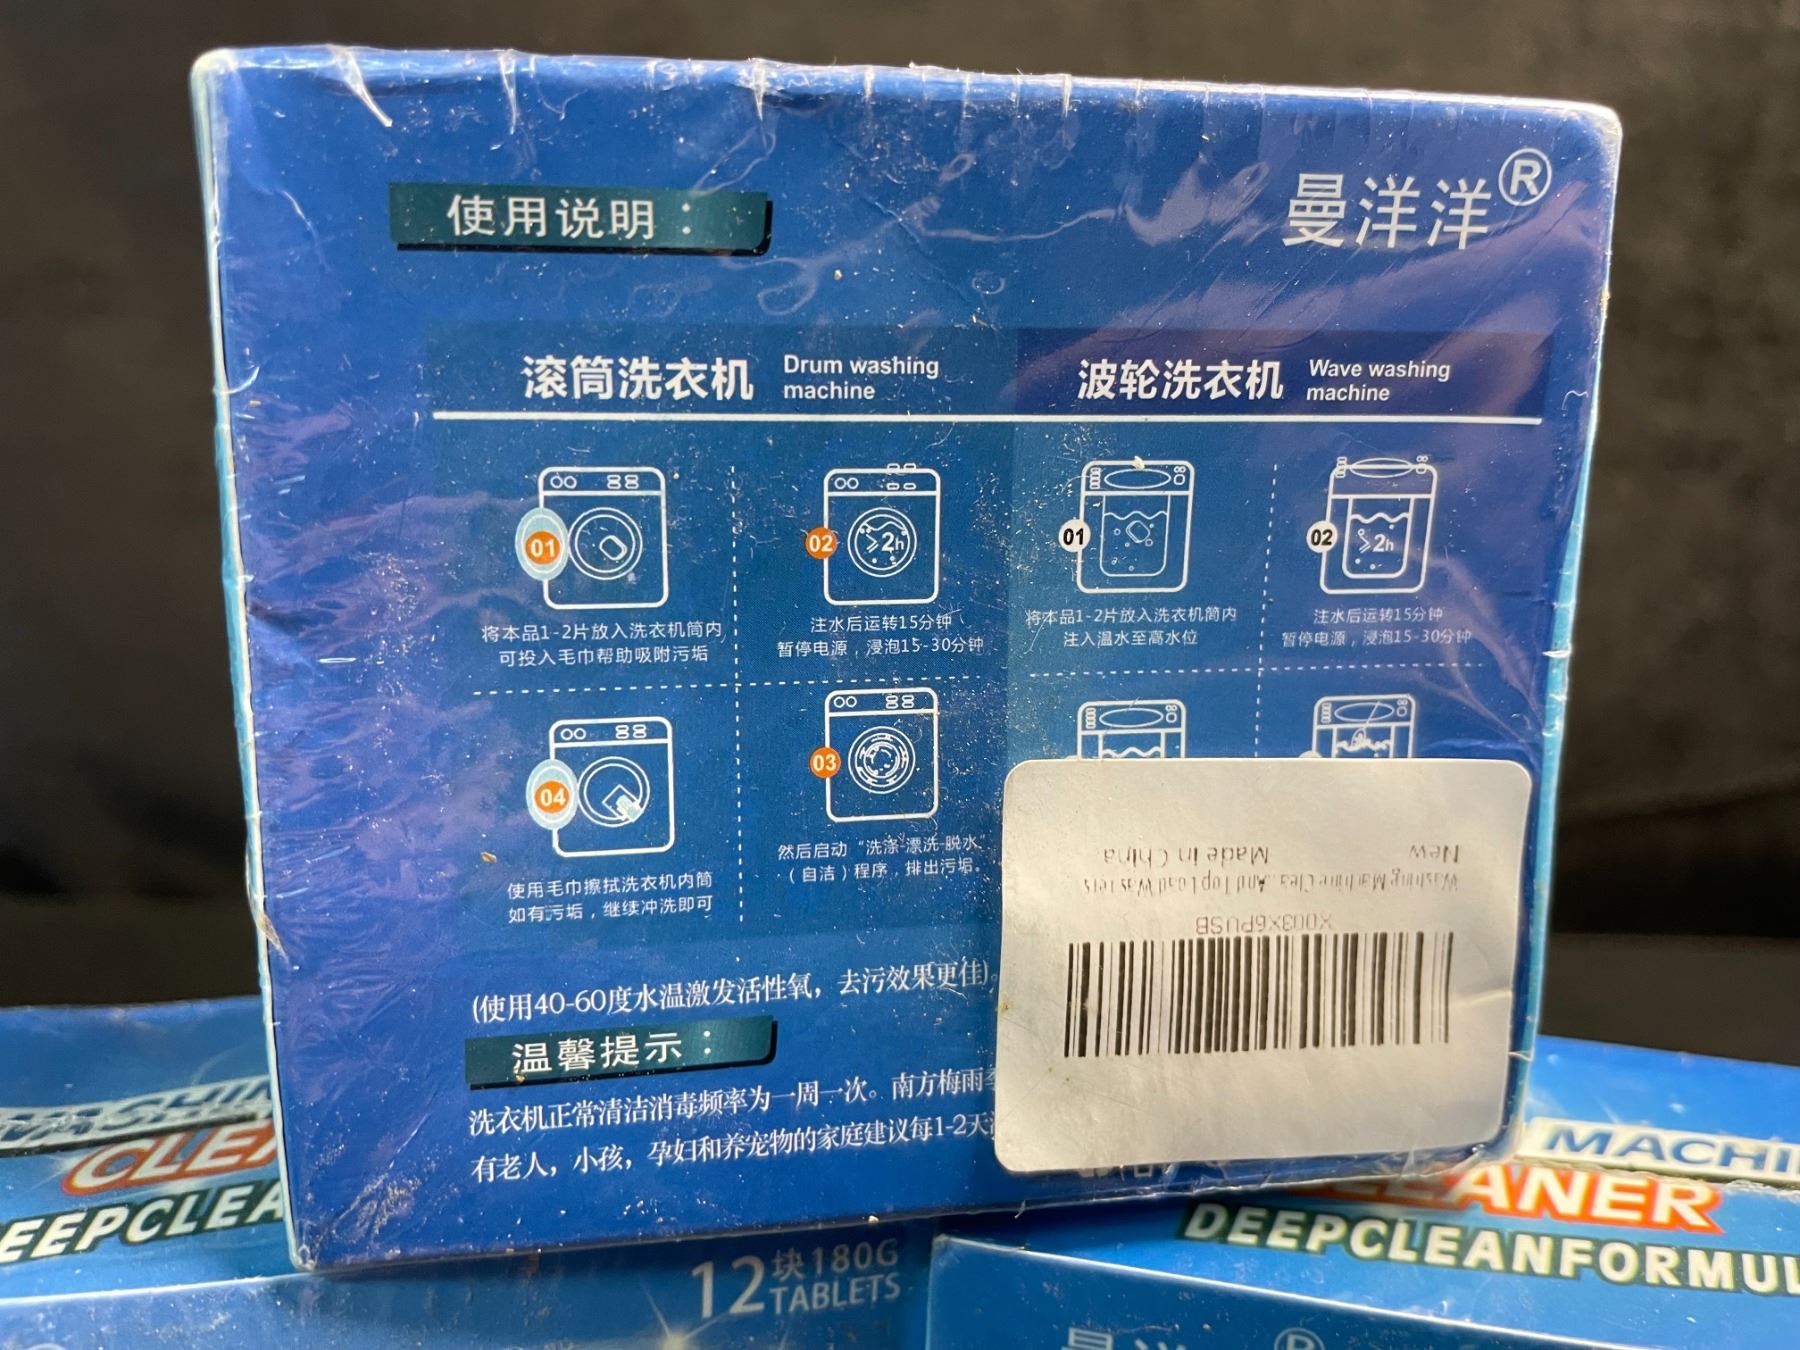 使用说明：
曼洋洋®
滚筒洗衣机 Drum washing machine
波轮洗衣机 Wave washing machine
01
将本品1-2片放入洗衣机筒内
可投入毛巾帮助吸附污垢
02
≥2h
注水后运转15分钟
暂停电源，浸泡15-30分钟
01
将本品1-2片放入洗衣机筒内
注入温水至高水位
02
≥2h
注水后运转15分钟
暂停电源，浸泡15-30分钟
04
使用毛巾擦拭洗衣机内筒
如有污垢，继续冲洗即可
03
然后启动“洗涤-漂洗-脱水”
（自洁）程序，排出污垢。
(使用40-60度水温激发活性氧，去污效果更佳)。
温馨提示：
洗衣机正常清洁消毒频率为一周一次。南方梅雨
有老人，小孩，孕妇和养宠物的家庭建议每1-2天
X003X6PUSB
Washing Machine Clea...And Top Load Washers
New
Made in China
CLEA
EEPCLEA
12块180G
TABLETS
MACHI
CLEANER
DEEPCLEANFORMUL